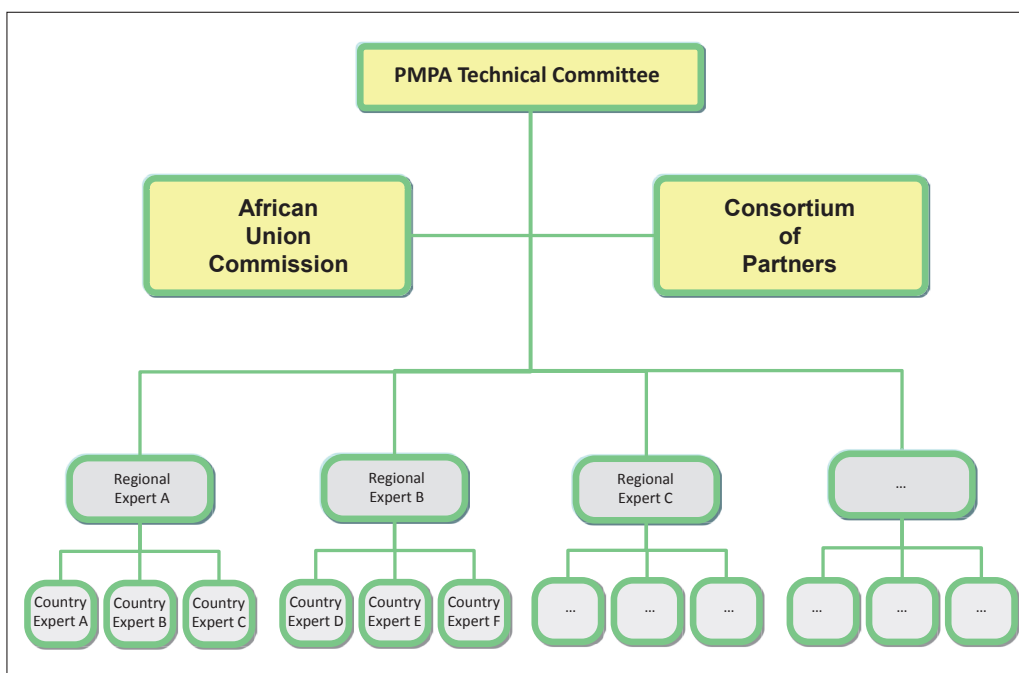 PMPA Technical Committee
African
Union
Commission
Consortium
of
Partners
Regional
Expert A
Regional
Expert B
Regional
Expert C
...
Country
Expert A
Country
Expert B
Country
Expert C
Country
Expert D
Country
Expert E
Country
Expert F
...
...
...
...
...
...